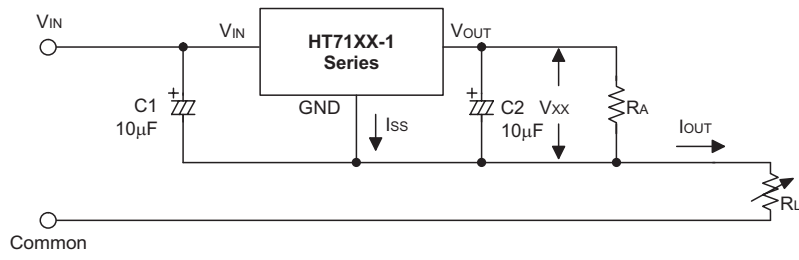 VIN
VIN
HT71XX-1
Series
VOUT
C1
10μF
GND
ISS
C2
10μF
VXX
RA
IOUT
RL
Common